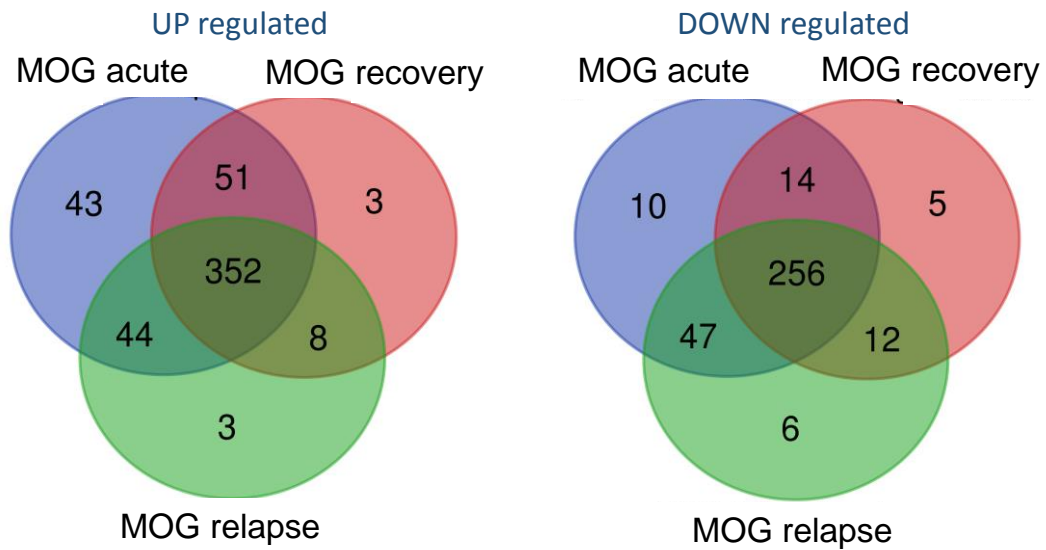 UP regulated
DOWN regulated
MOG acute
MOG recovery
MOG acute
MOG recovery
43
51
3
352
44
8
3
10
14
5
256
47
12
6
MOG relapse
MOG relapse